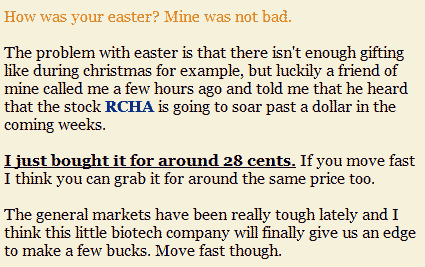 How was your easter? Mine was not bad.
The problem with easter is that there isn't enough gifting
like during christmas for example, but luckily a friend of
mine called me a few hours ago and told me that he heard
that the stock RCHA is going to soar past a dollar in the
coming weeks.
I just bought it for around 28 cents. If you move fast
I think you can grab it for around the same price too.
The general markets have been really tough lately and I
think this little biotech company will finally give us an edge
to make a few bucks. Move fast though.